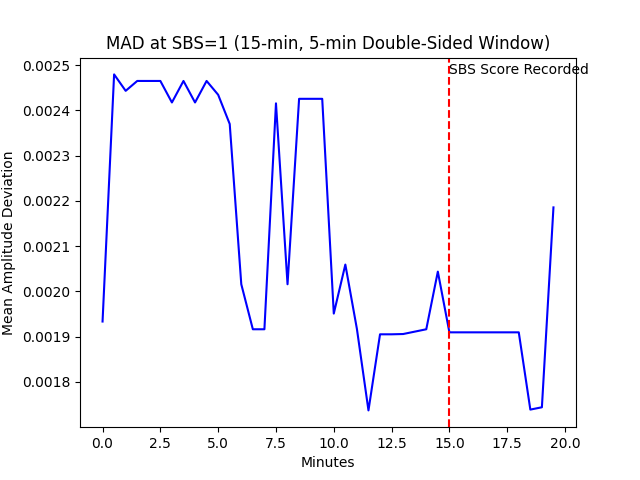 MAD at SBS=1 (15-min, 5-min Double-Sided Window)
SBS Score Recorded
Mean Amplitude Deviation
0.0025
0.0024
0.0023
0.0022
0.0021
0.0020
0.0019
0.0018
0.0 2.5 5.0 7.5 10.0 12.5 15.0 17.5 20.0
Minutes